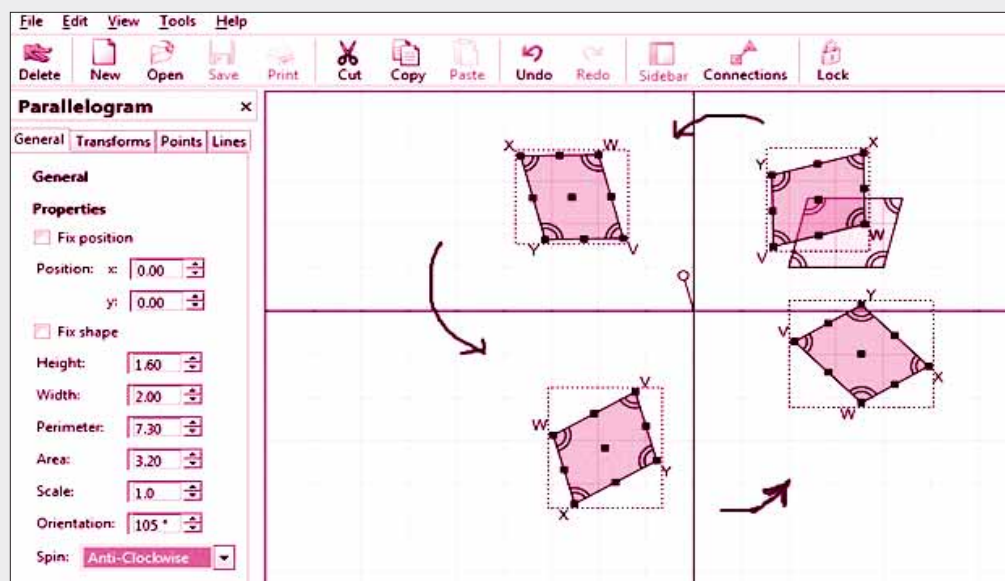 File Edit View Tools Help
Delete New Open Save Print Cut Copy Paste Undo Redo Sidebar Connections Lock
Parallelogram ×
General Transforms Points Lines
General
Properties
Fix position
Position: x: 0.00
y: 0.00
Fix shape
Height: 1.60
Width: 2.00
Perimeter: 7.30
Area: 3.20
Scale: 1.0
Orientation: 105 °
Spin: Anti-Clockwise
X W
Y V
X
Y
W
V
Y
V
X
W
V
W
Y
X